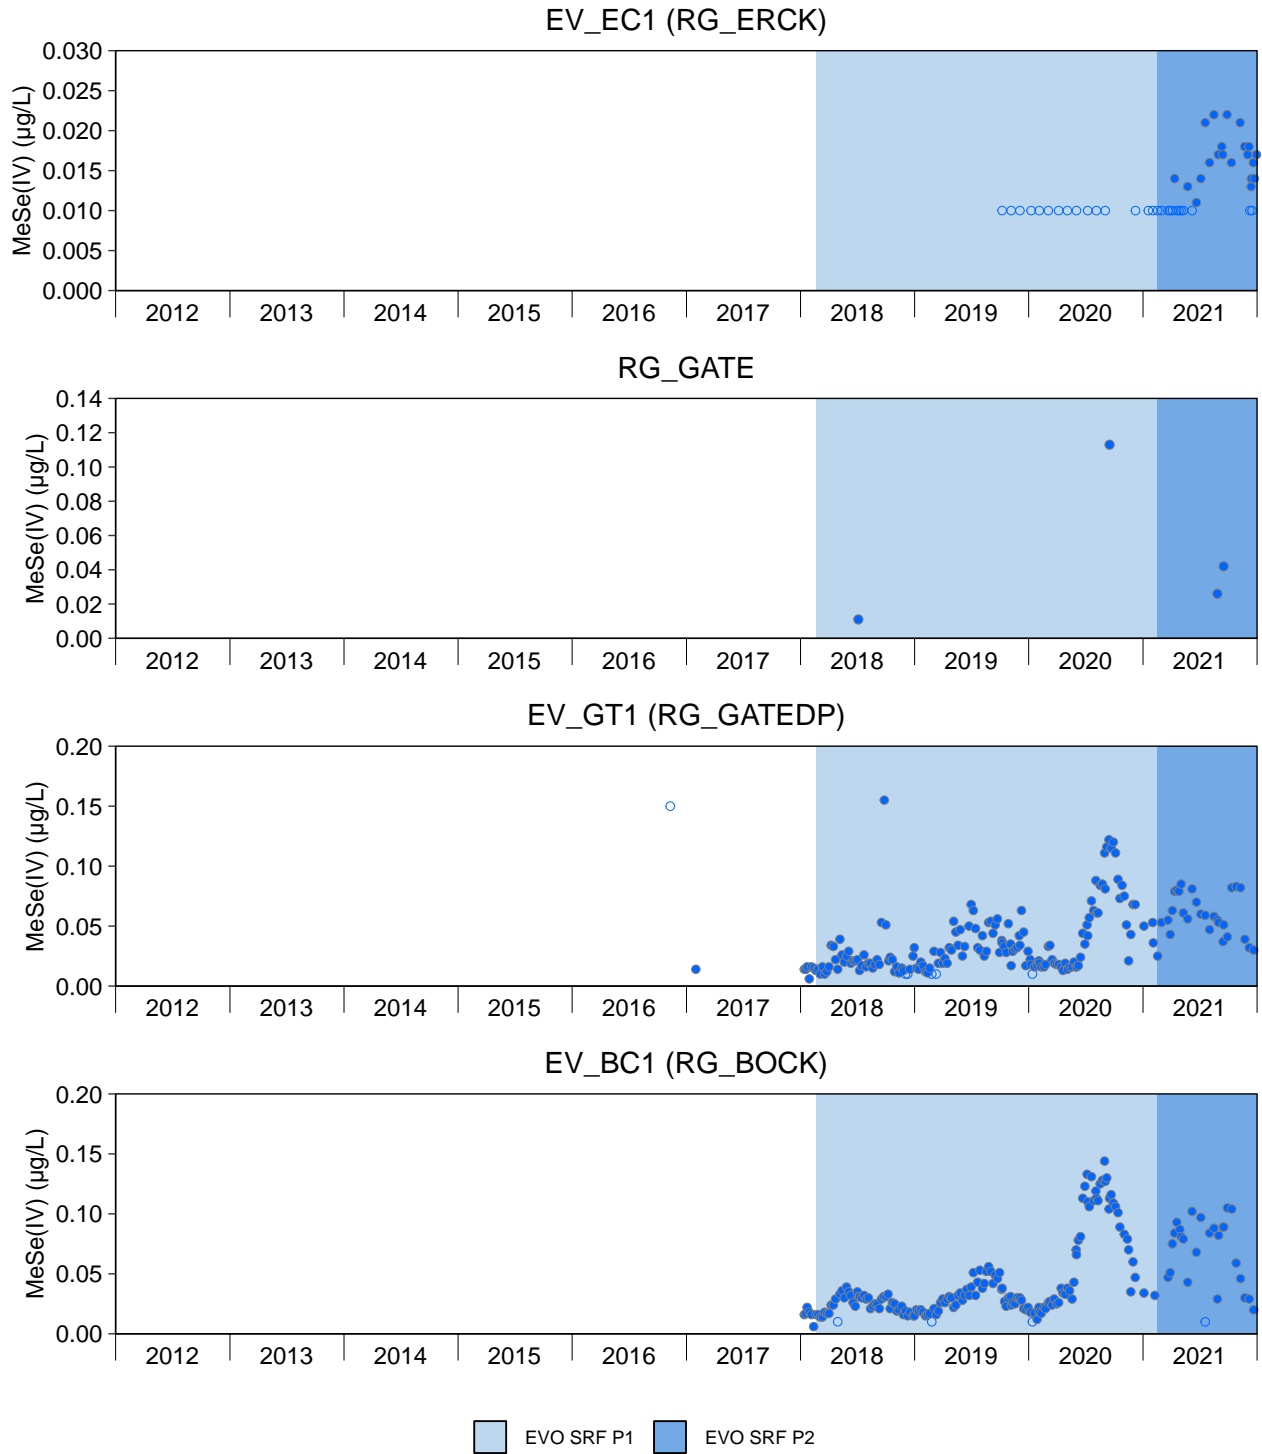 EV_EC1 (RG_ERCK)
MeSe(IV) (µg/L)
0.030
0.025
0.020
0.015
0.010
0.005
0.000
2012 2013 2014 2015 2016 2017 2018 2019 2020 2021
RG_GATE
MeSe(IV) (µg/L)
0.14
0.12
0.10
0.08
0.06
0.04
0.02
0.00
2012 2013 2014 2015 2016 2017 2018 2019 2020 2021
EV_GT1 (RG_GATEDP)
MeSe(IV) (µg/L)
0.20
0.15
0.10
0.05
0.00
2012 2013 2014 2015 2016 2017 2018 2019 2020 2021
EV_BC1 (RG_BOCK)
MeSe(IV) (µg/L)
0.20
0.15
0.10
0.05
0.00
2012 2013 2014 2015 2016 2017 2018 2019 2020 2021
EVO SRF P1 EVO SRF P2